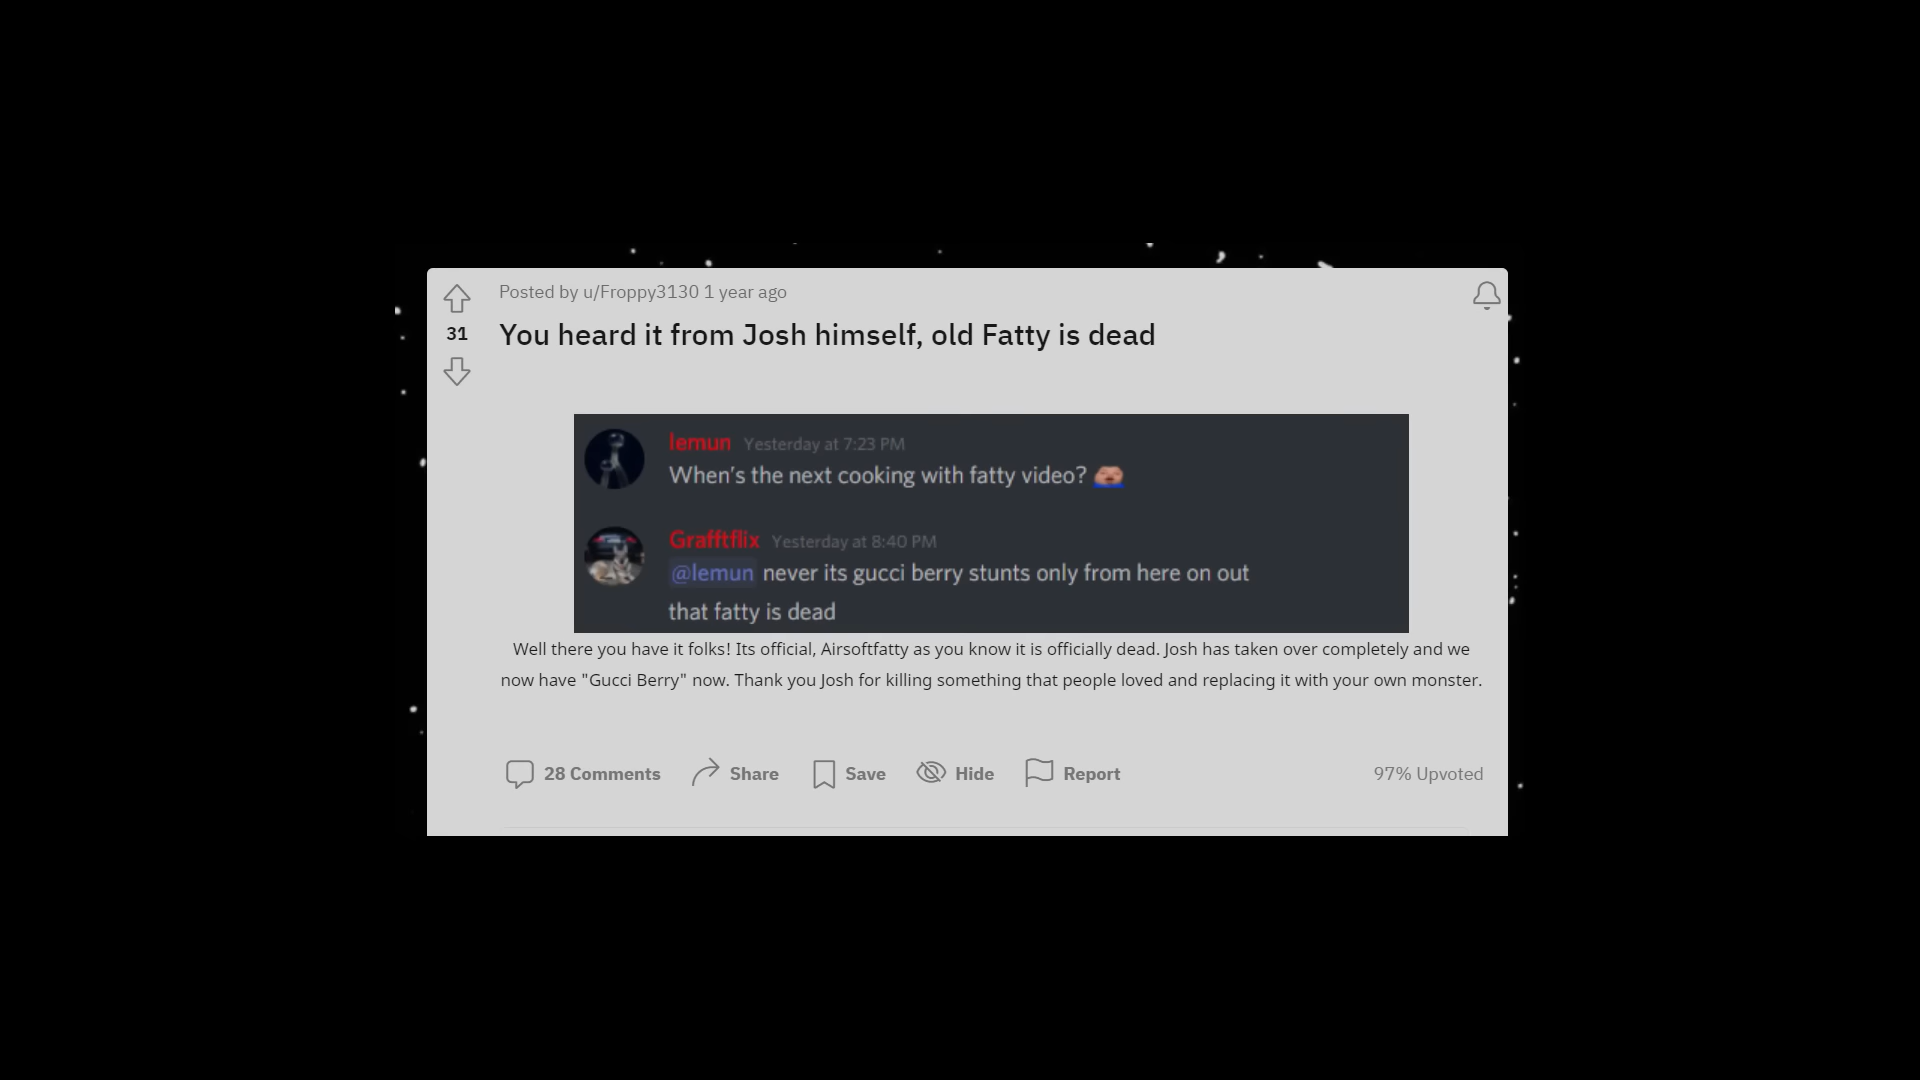 Posted by u/Froppy3130 1 year ago
31
You heard it from Josh himself, old Fatty is dead
lemun Yesterday at 7:23 PM
When's the next cooking with fatty video?
Grafftflix Yesterday at 8:40 PM
@lemun never its gucci berry stunts only from here on out
that fatty is dead
Well there you have it folks! Its official, Airsoftfatty as you know it is officially dead. Josh has taken over completely and we
now have "Gucci Berry" now. Thank you Josh for killing something that people loved and replacing it with your own monster.
28 Comments Share Save Hide Report 97% Upvoted